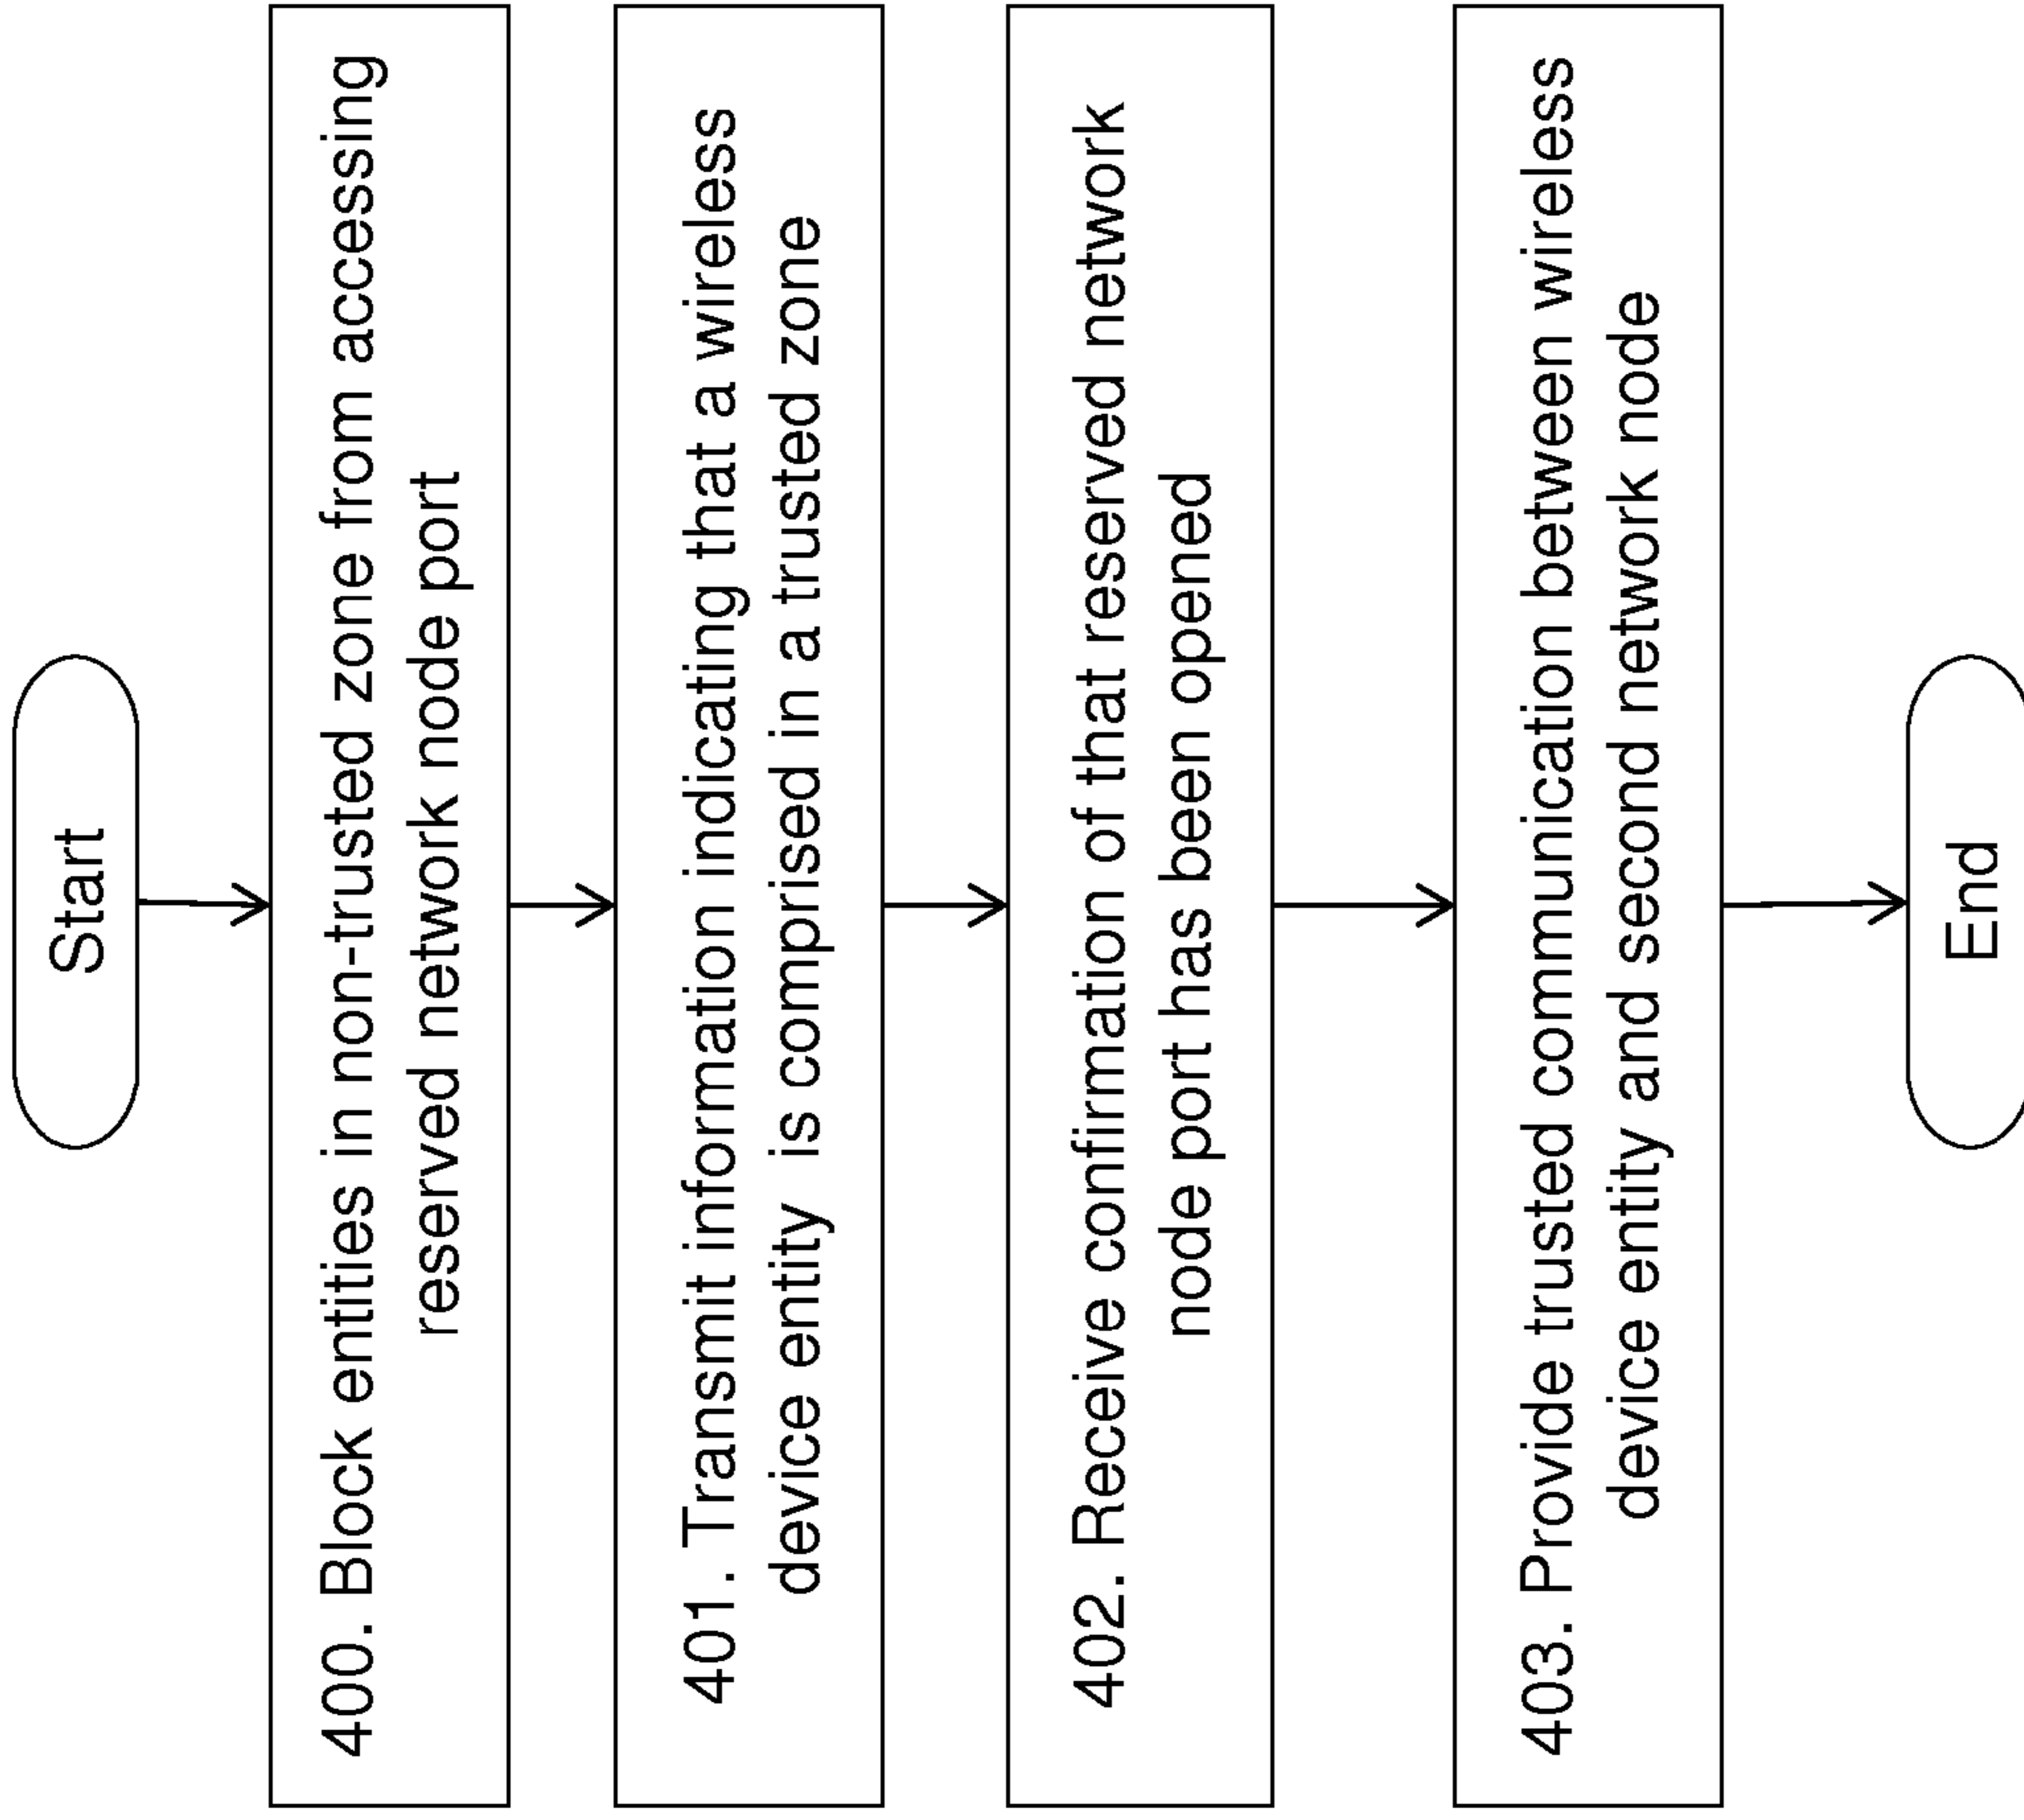 Start
400. Block entities in non-trusted zone from accessing
reserved network node port
401. Transmit information indicating that a wireless
device entity is comprised in a trusted zone
402. Receive confirmation of that reserved network
node port has been opened
403. Provide trusted communication between wireless
device entity and second network node
End